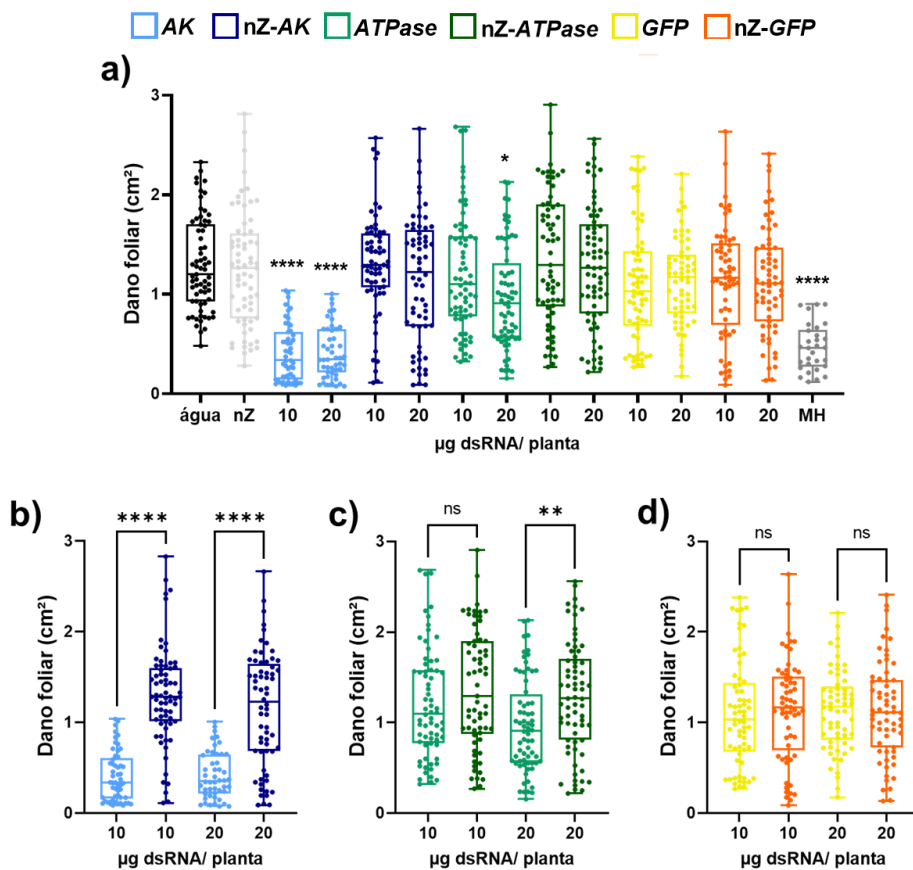 AK nZ-AK ATPase nZ-ATPase GFP nZ-GFP
a)
Dano foliar (cm²)
3
2
1
0
**** **** * ****
água nZ 10 20 10 20 10 20 10 20 10 20 10 20 MH
µg dsRNA/ planta
b)
Dano foliar (cm²)
3
2
1
0
**** ****
10 10 20 20
µg dsRNA/ planta
c)
Dano foliar (cm²)
3
2
1
0
ns **
10 10 20 20
µg dsRNA/ planta
d)
Dano foliar (cm²)
3
2
1
0
ns ns
10 10 20 20
µg dsRNA/ planta